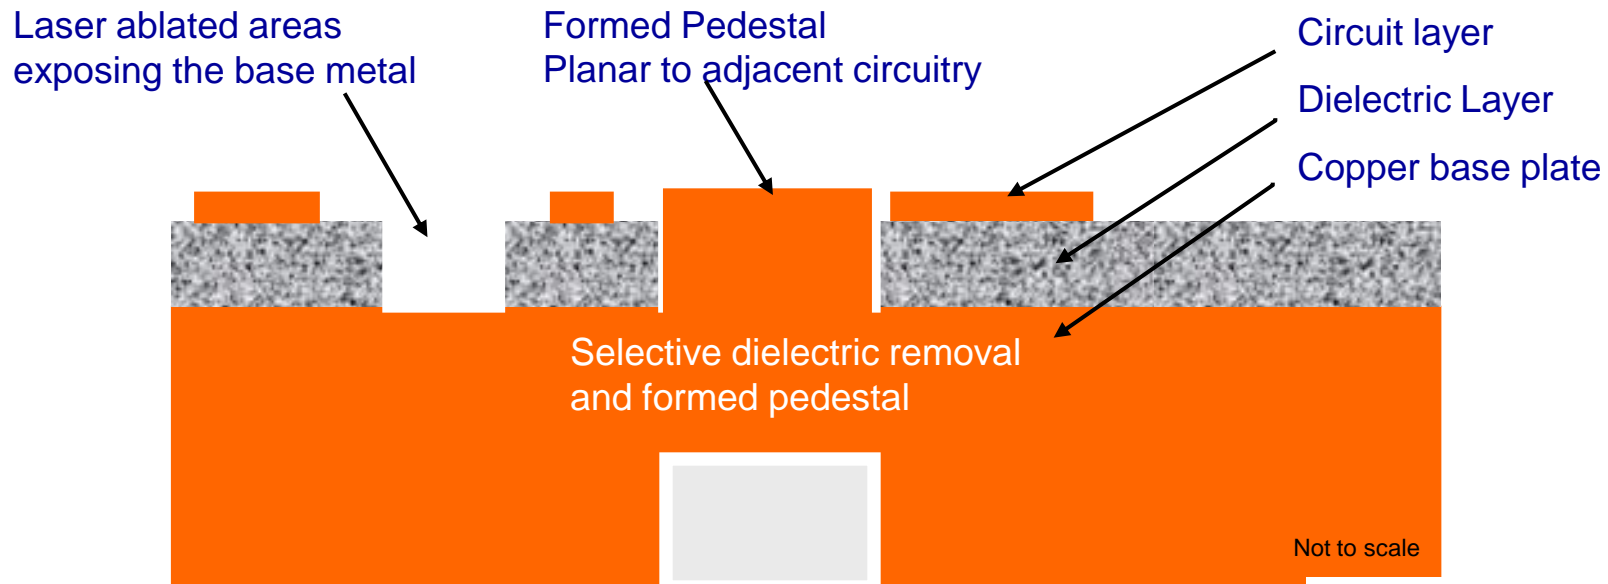 Laser ablated areas
exposing the base metal
Formed Pedestal
Planar to adjacent circuitry
Circuit layer
Dielectric Layer
Copper base plate
Selective dielectric removal
and formed pedestal
Not to scale